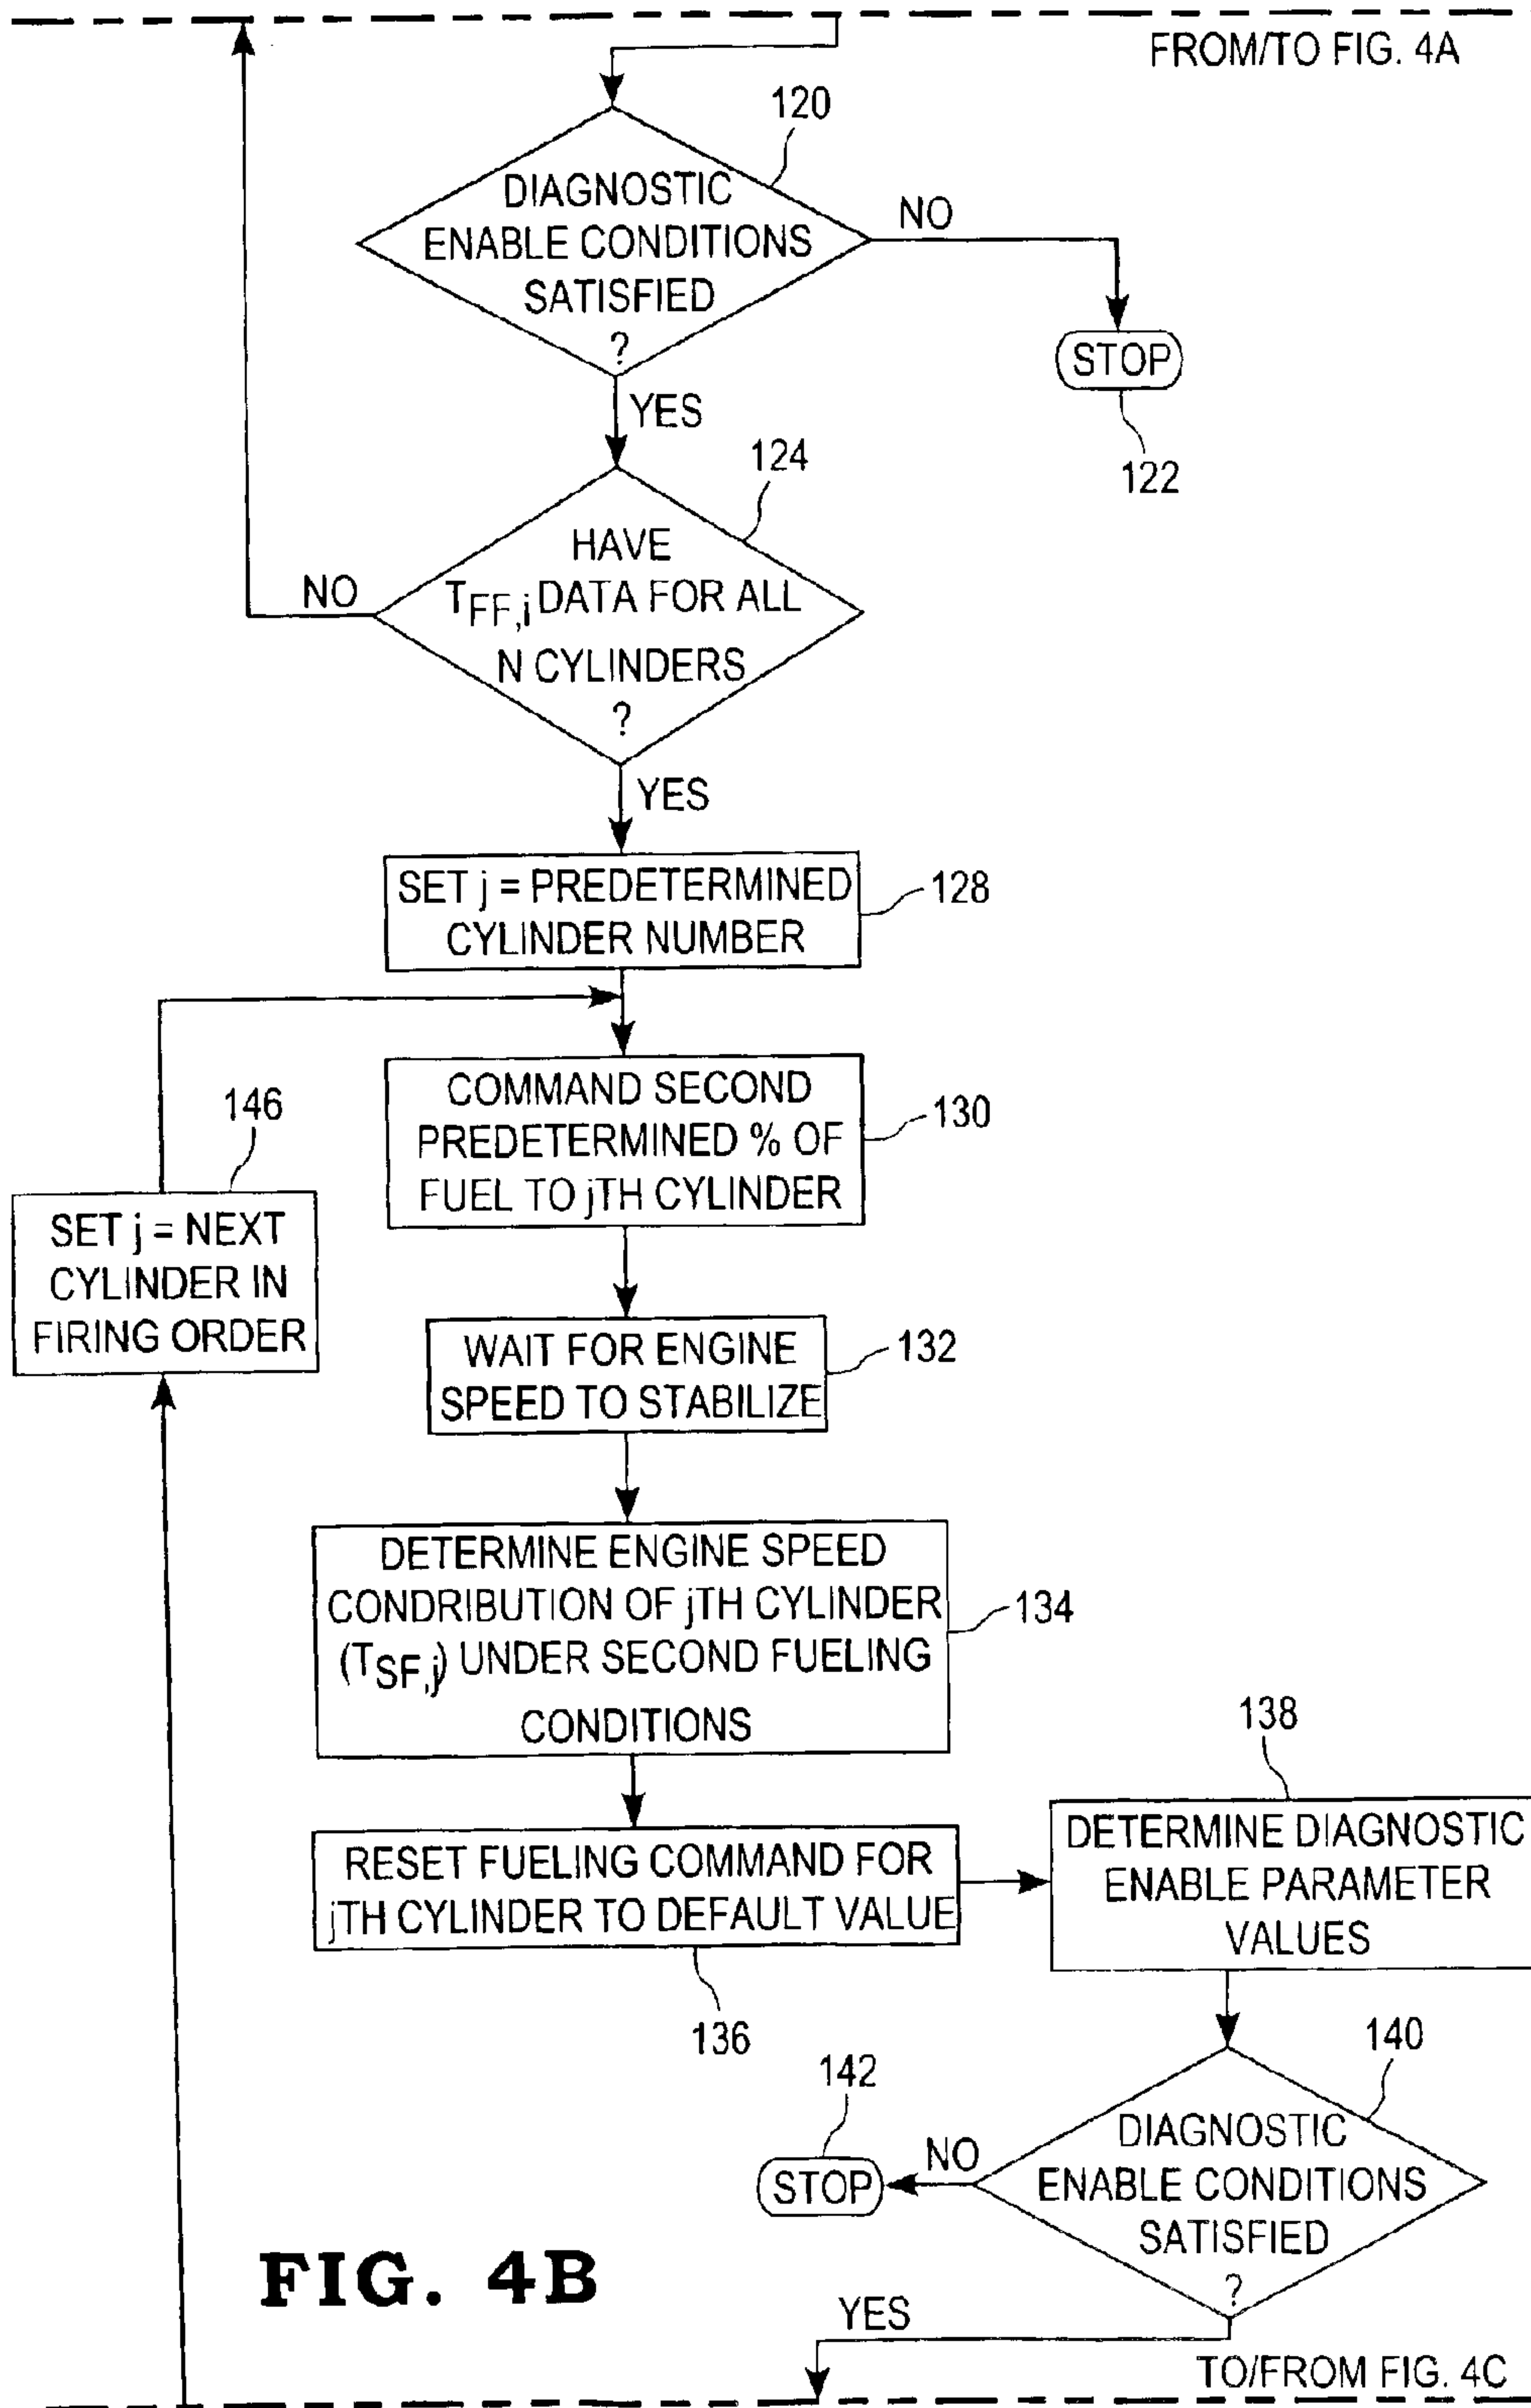 FROM/TO FIG. 4A
120
DIAGNOSTIC
ENABLE CONDITIONS
SATISFIED
?
NO
STOP
122
YES
124
HAVE
TFF,i DATA FOR ALL
N CYLINDERS
?
NO
YES
SET j = PREDETERMINED
CYLINDER NUMBER
128
COMMAND SECOND
PREDETERMINED % OF
FUEL TO jTH CYLINDER
130
146
SET j = NEXT
CYLINDER IN
FIRING ORDER
WAIT FOR ENGINE
SPEED TO STABILIZE
132
DETERMINE ENGINE SPEED
CONDRIBUTION OF jTH CYLINDER
(TSF,j) UNDER SECOND FUELING
CONDITIONS
134
RESET FUELING COMMAND FOR
jTH CYLINDER TO DEFAULT VALUE
136
138
DETERMINE DIAGNOSTIC
ENABLE PARAMETER
VALUES
140
DIAGNOSTIC
ENABLE CONDITIONS
SATISFIED
?
NO
142
STOP
YES
FIG. 4B
TO/FROM FIG. 4C